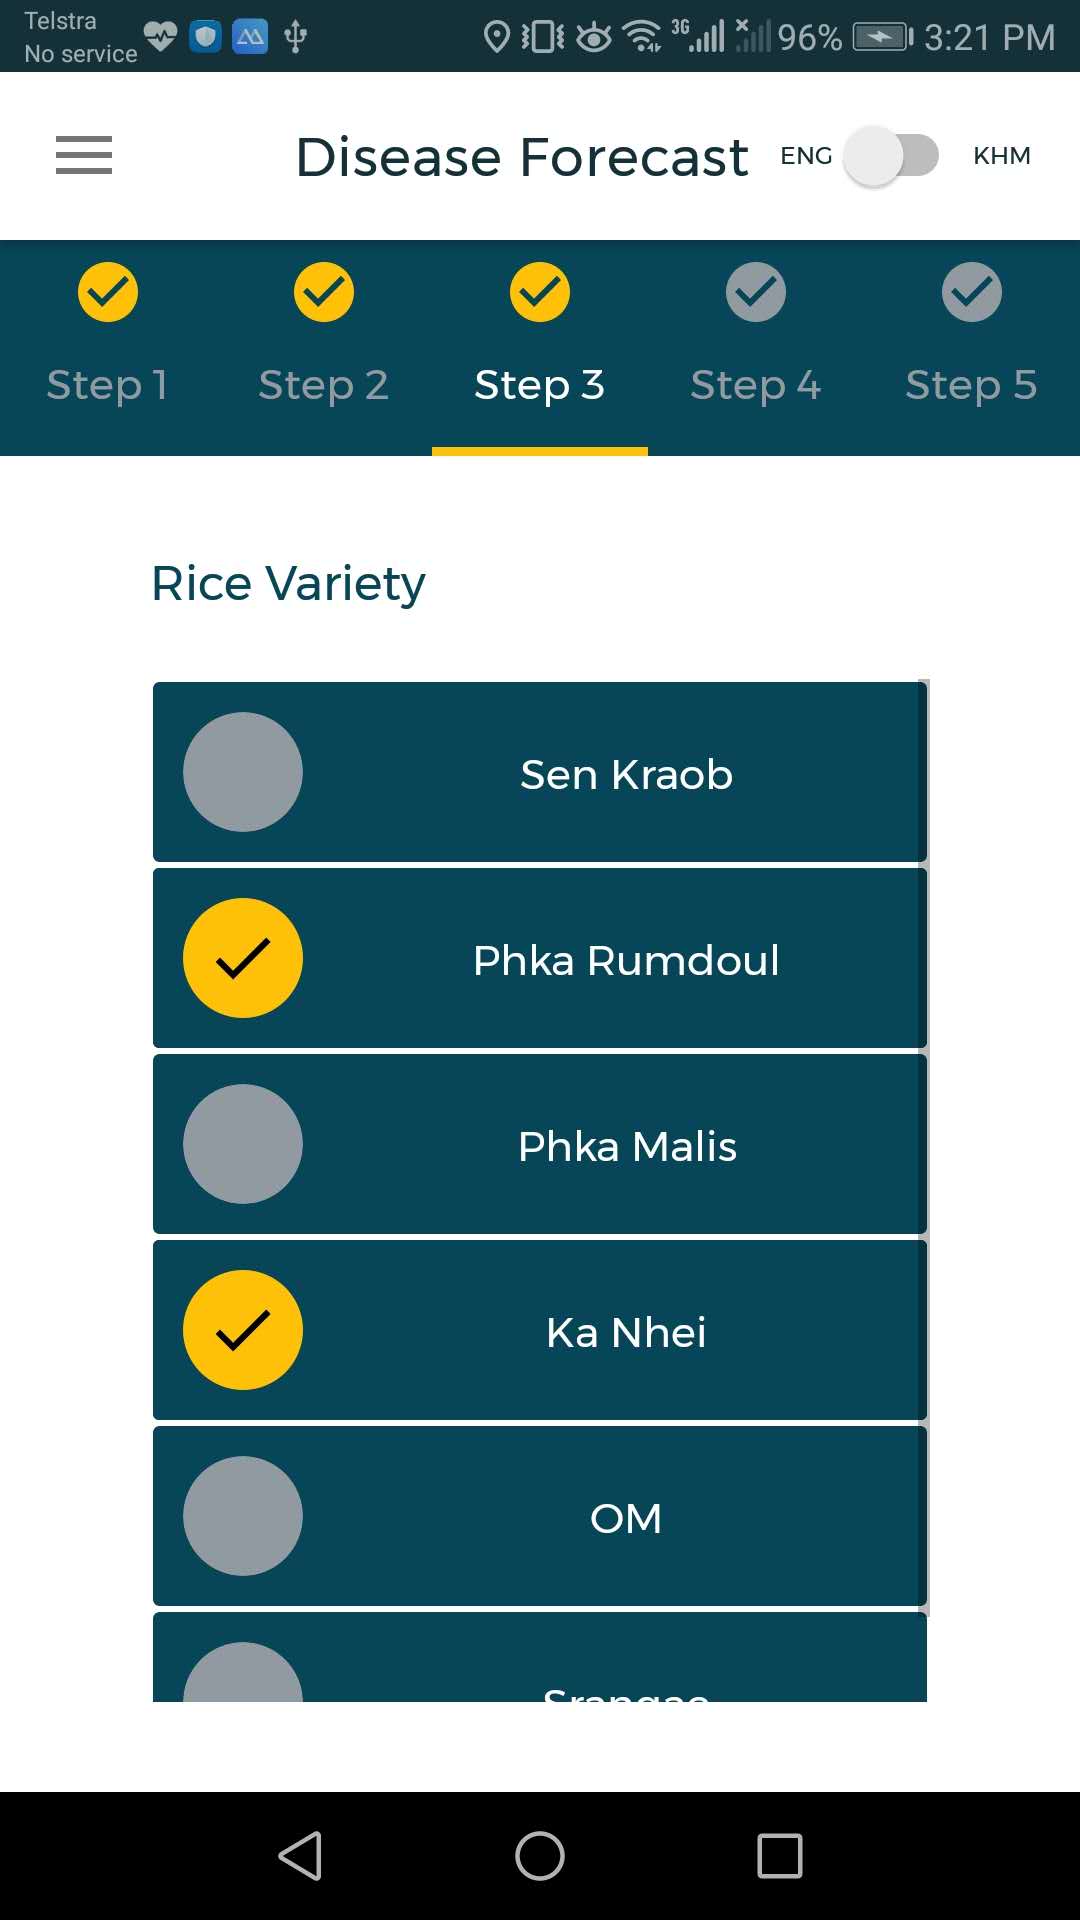 Telstra
No service
3G
96%
3:21 PM
Disease Forecast
ENG
KHM
Step 1
Step 2
Step 3
Step 4
Step 5
Rice Variety
Sen Kraob
Phka Rumdoul
Phka Malis
Ka Nhei
OM